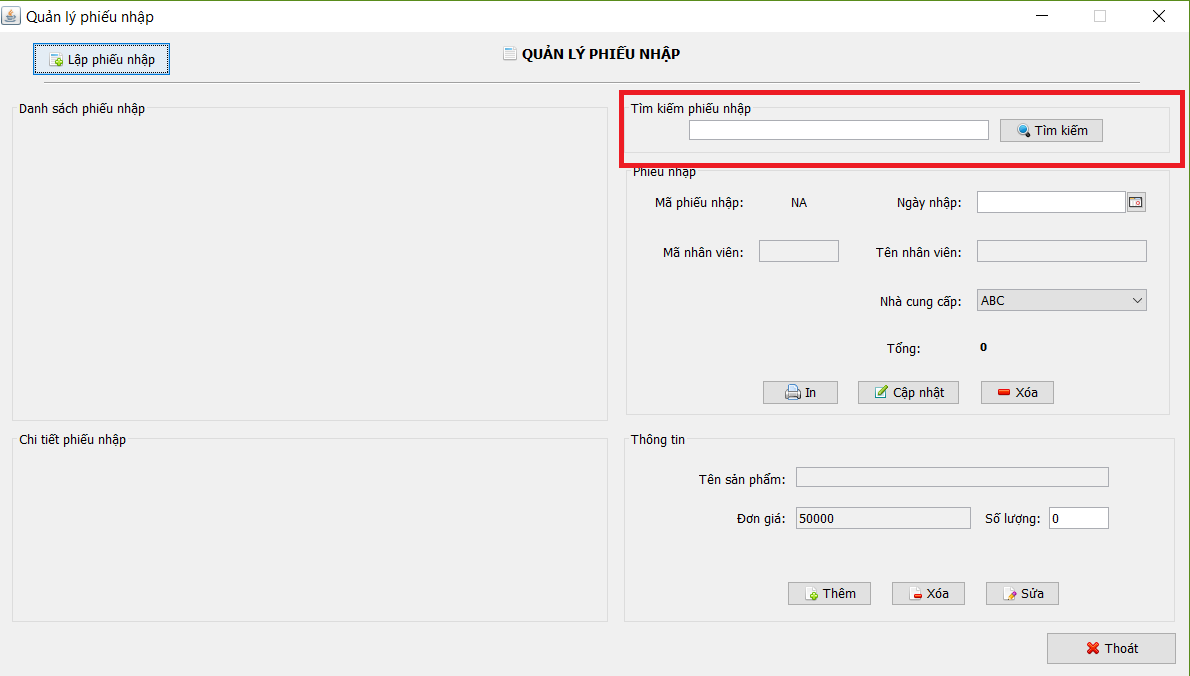 Quản lý phiếu nhập
Lập phiếu nhập
QUẢN LÝ PHIẾU NHẬP
Danh sách phiếu nhập
Tìm kiếm phiếu nhập
Tìm kiếm
Phiếu nhập
Mã phiếu nhập: NA Ngày nhập:
Mã nhân viên: Tên nhân viên:
Nhà cung cấp: ABC
Tổng: 0
In Cập nhật Xóa
Chi tiết phiếu nhập
Thông tin
Tên sản phẩm:
Đơn giá: 50000 Số lượng: 0
Thêm Xóa Sửa
Thoát